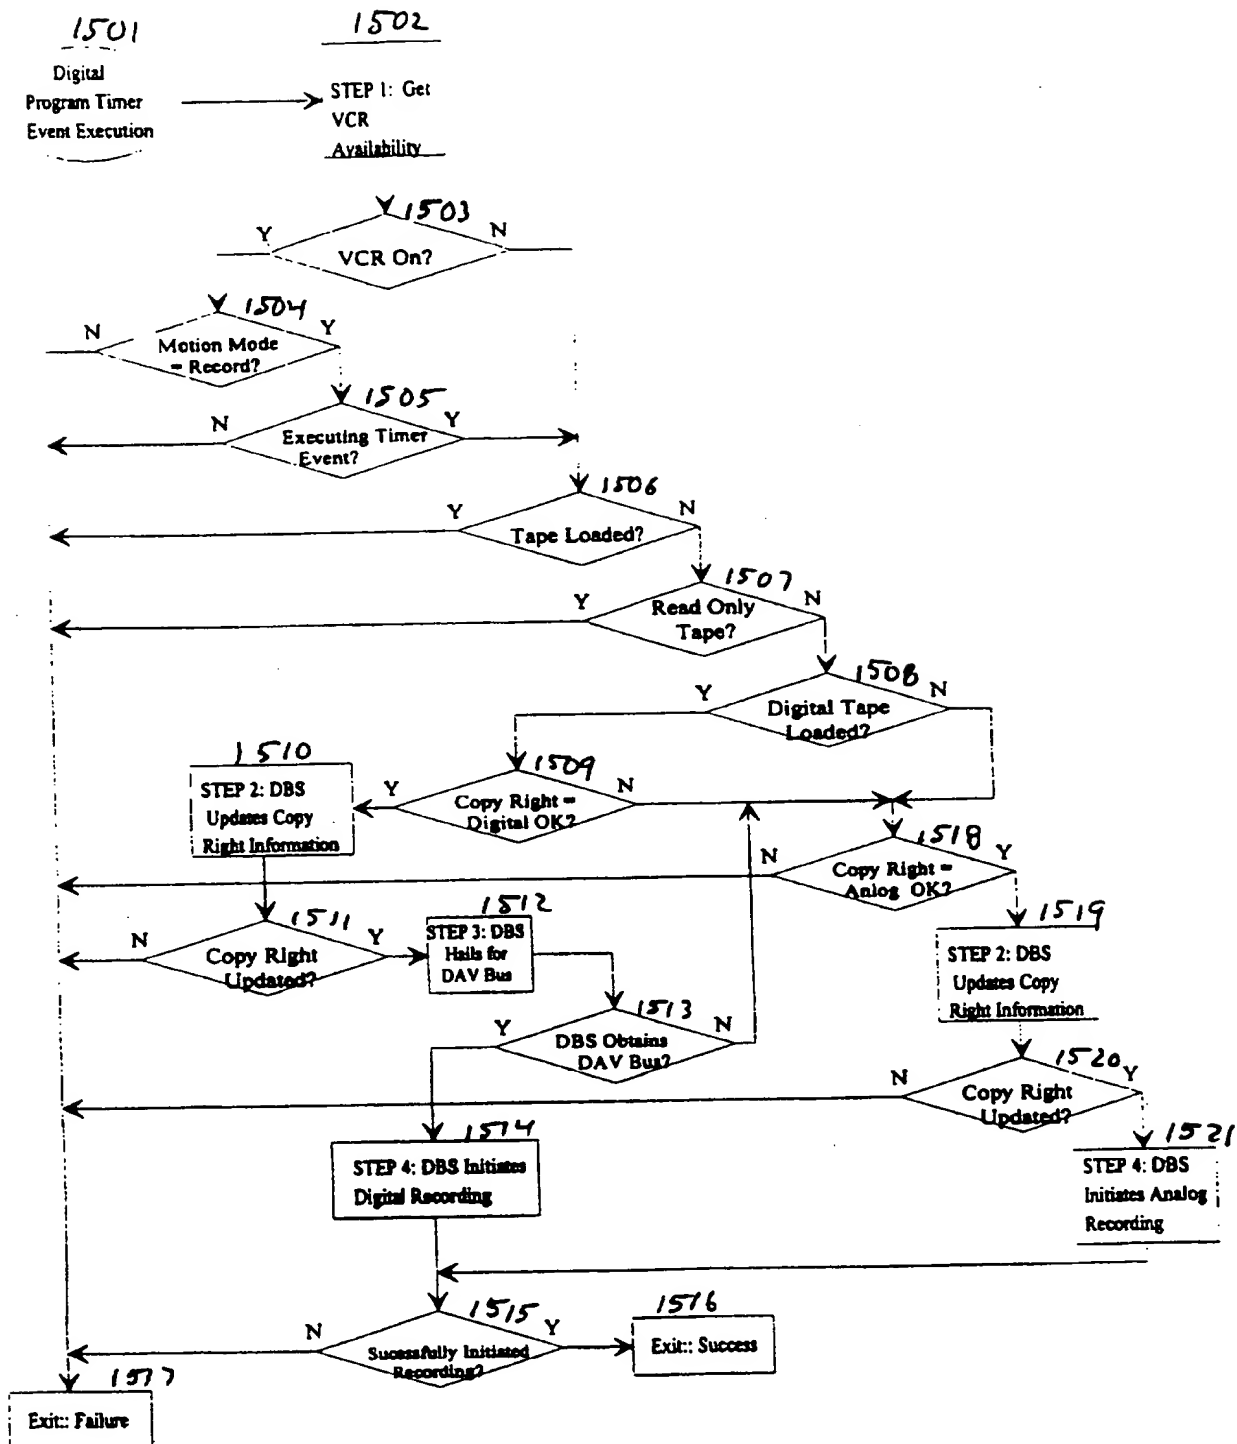 1501
1502
Digital
Program Timer
Event Execution
STEP 1: Get
VCR
Availability
1503
Y
N
VCR On?
1504
N
Y
Motion Mode
= Record?
1505
N
Y
Executing Timer
Event?
1506
Y
N
Tape Loaded?
1507
Y
N
Read Only
Tape?
1508
Y
N
Digital Tape
Loaded?
1510
STEP 2: DBS
Updates Copy
Right Information
1509
Y
N
Copy Right =
Digital OK?
1518
N
Y
Copy Right =
Anlog OK?
1511
N
Y
Copy Right
Updated?
1512
STEP 3: DBS
Hails for
DAV Bus
1519
STEP 2: DBS
Updates Copy
Right Information
1513
Y
N
DBS Obtains
DAV Bus?
1520
N
Y
Copy Right
Updated?
1514
STEP 4: DBS Initiates
Digital Recording
1521
STEP 4: DBS
Initiates Analog
Recording
1515
N
Y
Sucessfully Initiated
Recording?
1516
Exit:: Success
1517
Exit:: Failure